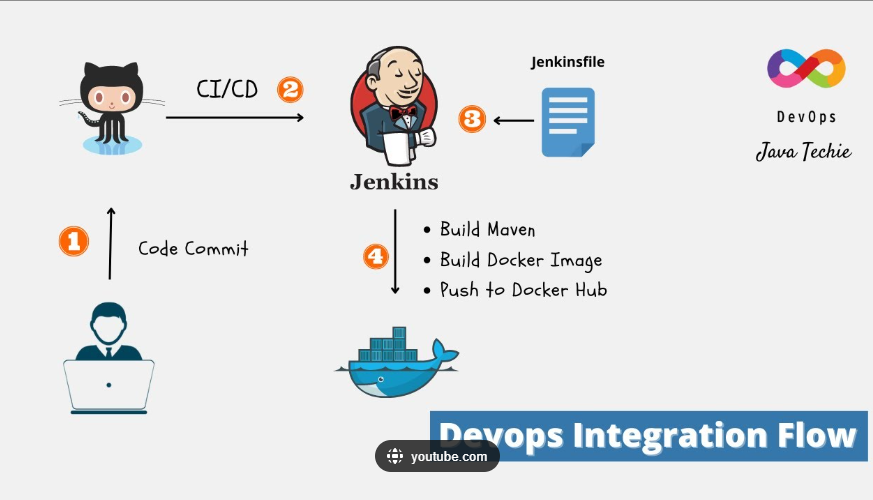 CI/CD
2
Jenkins
3
Jenkinsfile
DevOps
Java Techie
1
Code Commit
4
• Build Maven
• Build Docker Image
• Push to Docker Hub
Devops Integration Flow
youtube.com